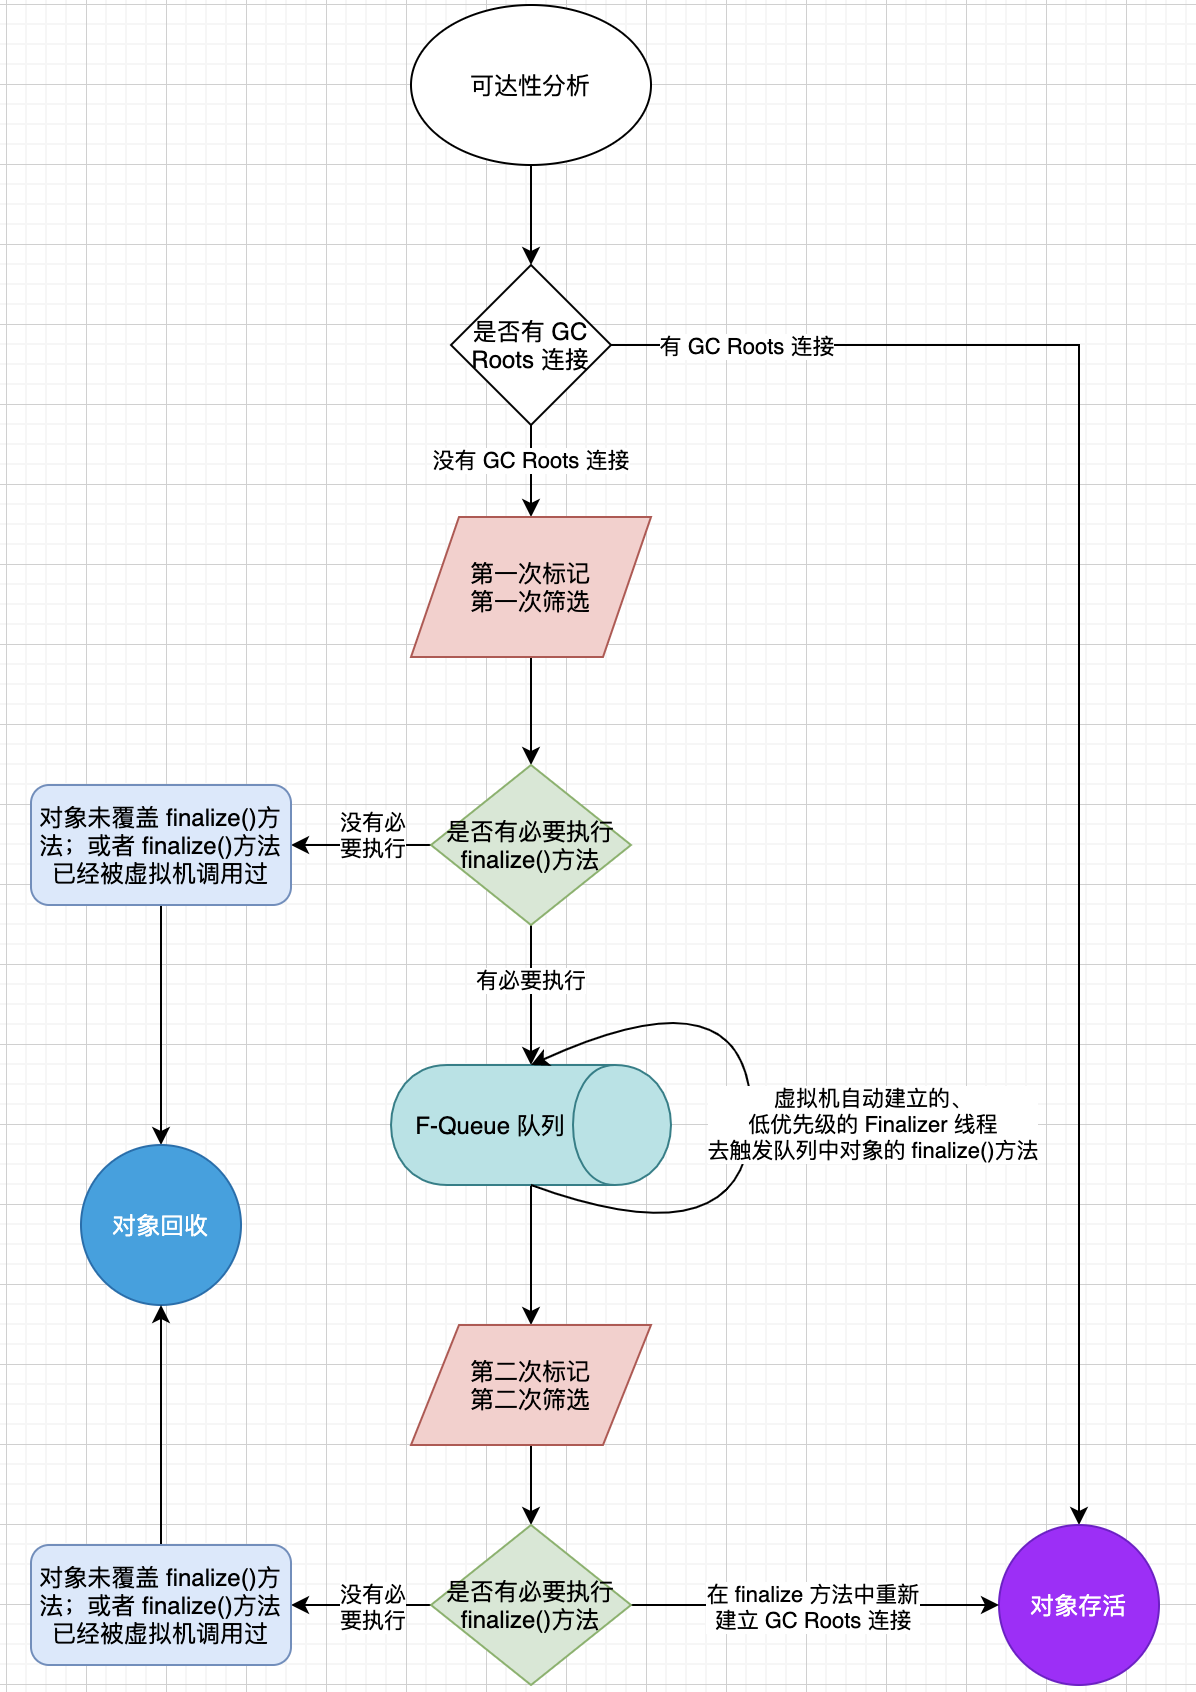 可达性分析
是否有 GC
Roots 连接
有 GC Roots 连接
没有 GC Roots 连接
第一次标记
第一次筛选
对象未覆盖 finalize()方
法；或者 finalize()方法
已经被虚拟机调用过
没有必
要执行
是否有必要执行
finalize()方法
有必要执行
F-Queue 队列
虚拟机自动建立的、
低优先级的 Finalizer 线程
去触发队列中对象的 finalize()方法
对象回收
第二次标记
第二次筛选
对象未覆盖 finalize()方
法；或者 finalize()方法
已经被虚拟机调用过
没有必
要执行
是否有必要执行
finalize()方法
在 finalize 方法中重新
建立 GC Roots 连接
对象存活